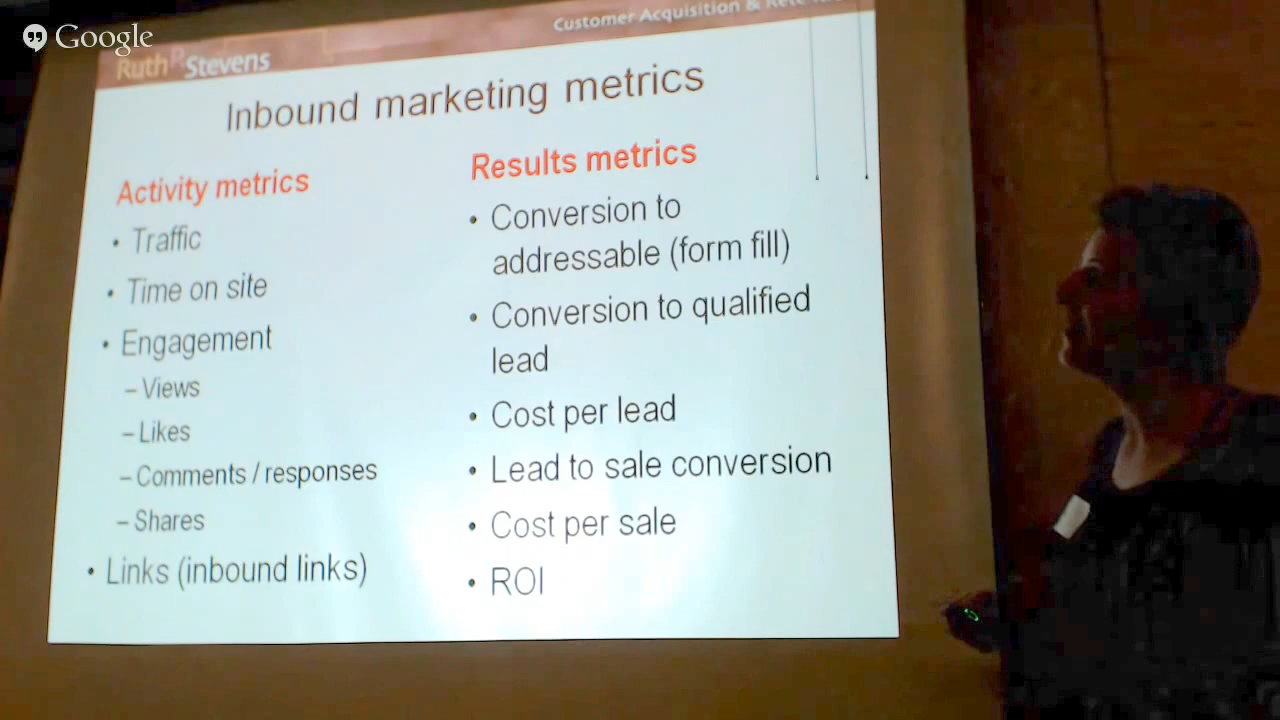 Google
Customer Acquisition &
Ruth P. Stevens
Inbound marketing metrics
Activity metrics
• Traffic
• Time on site
• Engagement
– Views
– Likes
– Comments / responses
– Shares
• Links (inbound links)
Results metrics
• Conversion to
addressable (form fill)
• Conversion to qualified
lead
• Cost per lead
• Lead to sale conversion
• Cost per sale
• ROI